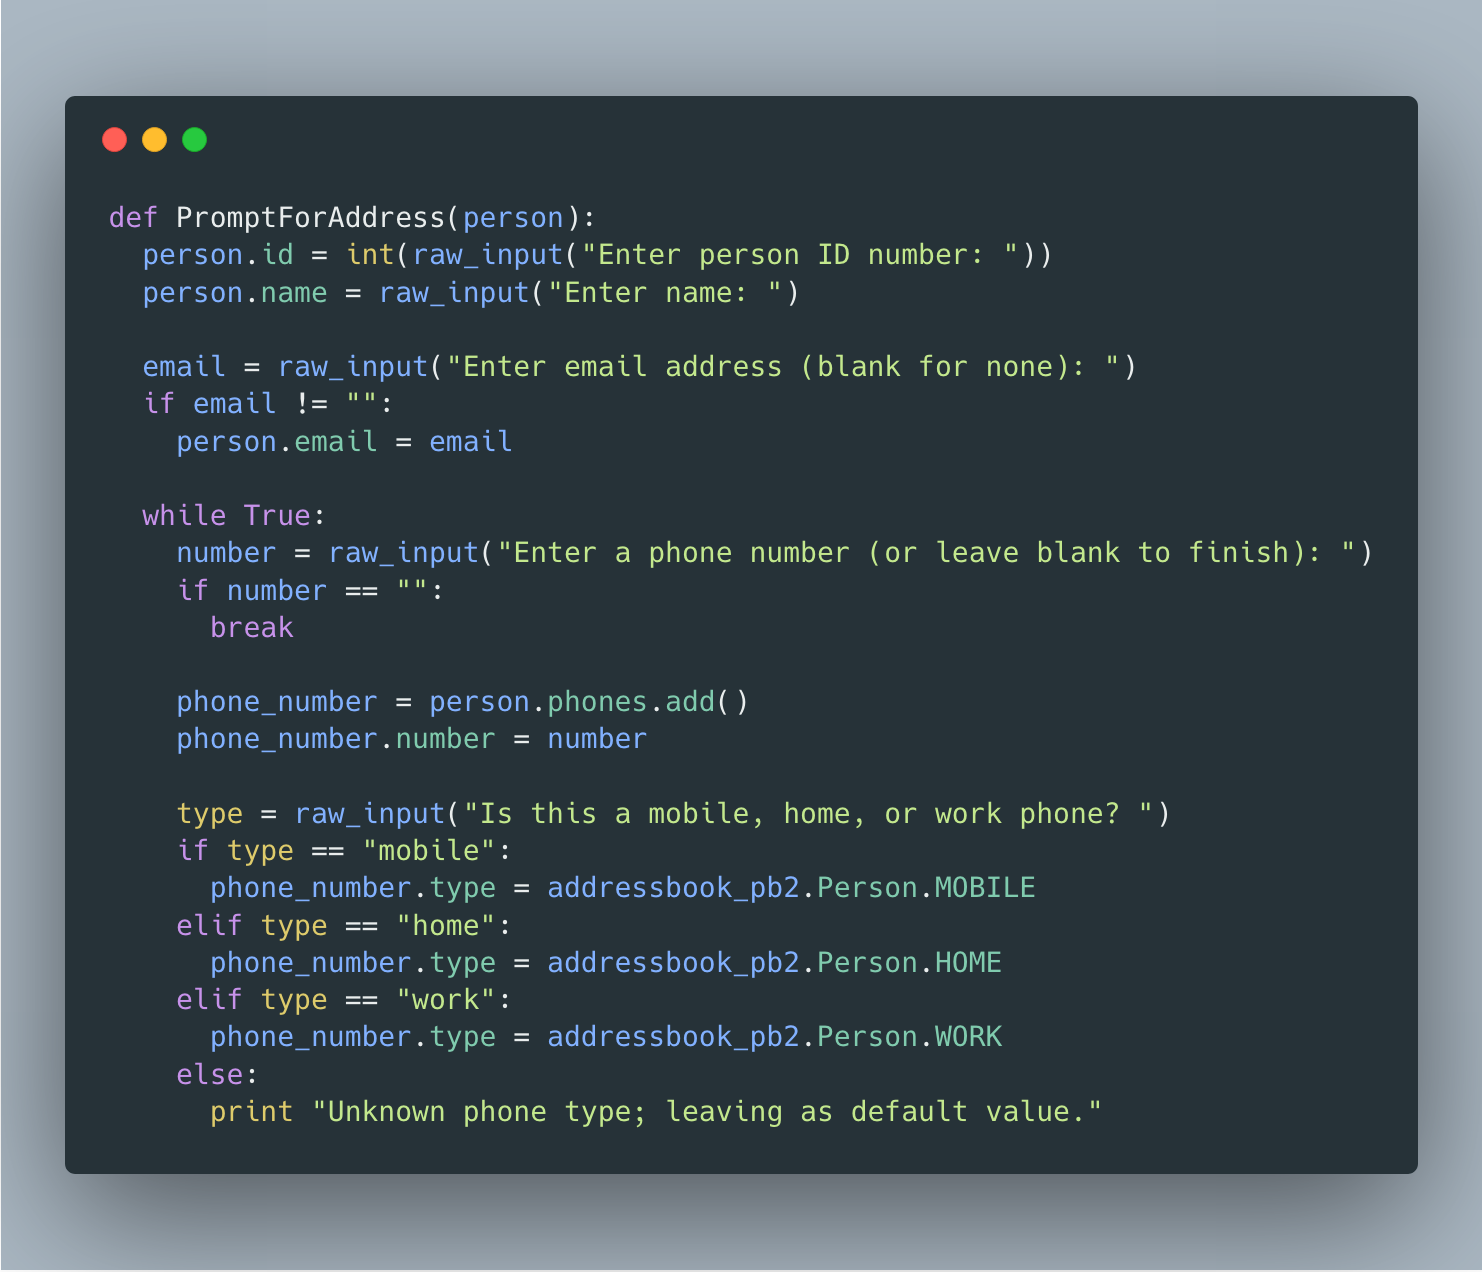 def PromptForAddress(person):
  person.id = int(raw_input("Enter person ID number: "))
  person.name = raw_input("Enter name: ")

  email = raw_input("Enter email address (blank for none): ")
  if email != "":
    person.email = email

  while True:
    number = raw_input("Enter a phone number (or leave blank to finish): ")
    if number == "":
      break

    phone_number = person.phones.add()
    phone_number.number = number

    type = raw_input("Is this a mobile, home, or work phone? ")
    if type == "mobile":
      phone_number.type = addressbook_pb2.Person.MOBILE
    elif type == "home":
      phone_number.type = addressbook_pb2.Person.HOME
    elif type == "work":
      phone_number.type = addressbook_pb2.Person.WORK
    else:
      print "Unknown phone type; leaving as default value."